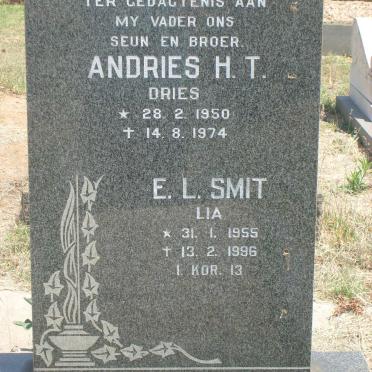 TER GEDAGTENIS AAN
MY VADER ONS
SEUN EN BROER.
ANDRIES H. T.
DRIES
★ 28. 2. 1950
✝ 14. 8. 1974
E. L. SMIT
LIA
★ 31. 1. 1955
✝ 13. 2. 1996
1. KOR. 13